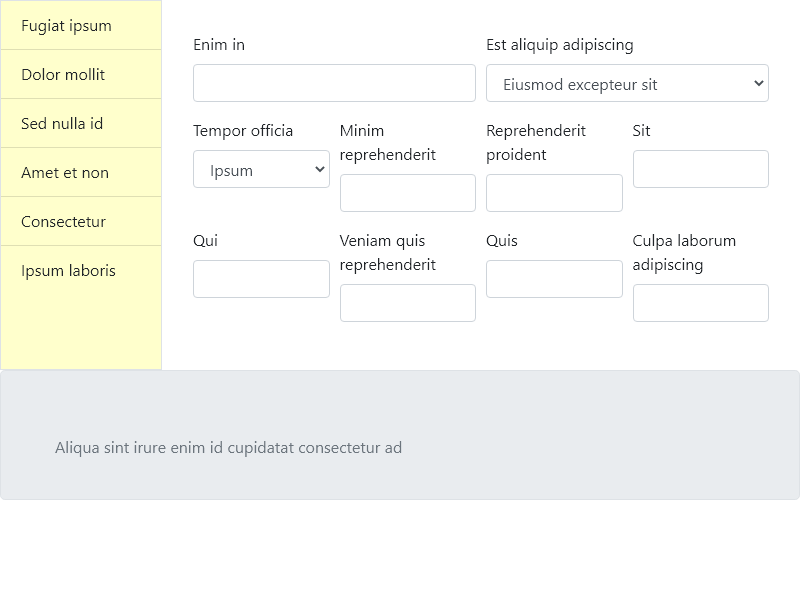 Fugiat ipsum
Dolor mollit
Sed nulla id
Amet et non
Consectetur
Ipsum laboris
Enim in
Est aliquip adipiscing
Eiusmod excepteur sit
Tempor officia
Ipsum
Minim
reprehenderit
Reprehenderit
proident
Sit
Qui
Veniam quis
reprehenderit
Quis
Culpa laborum
adipiscing
Aliqua sint irure enim id cupidatat consectetur ad